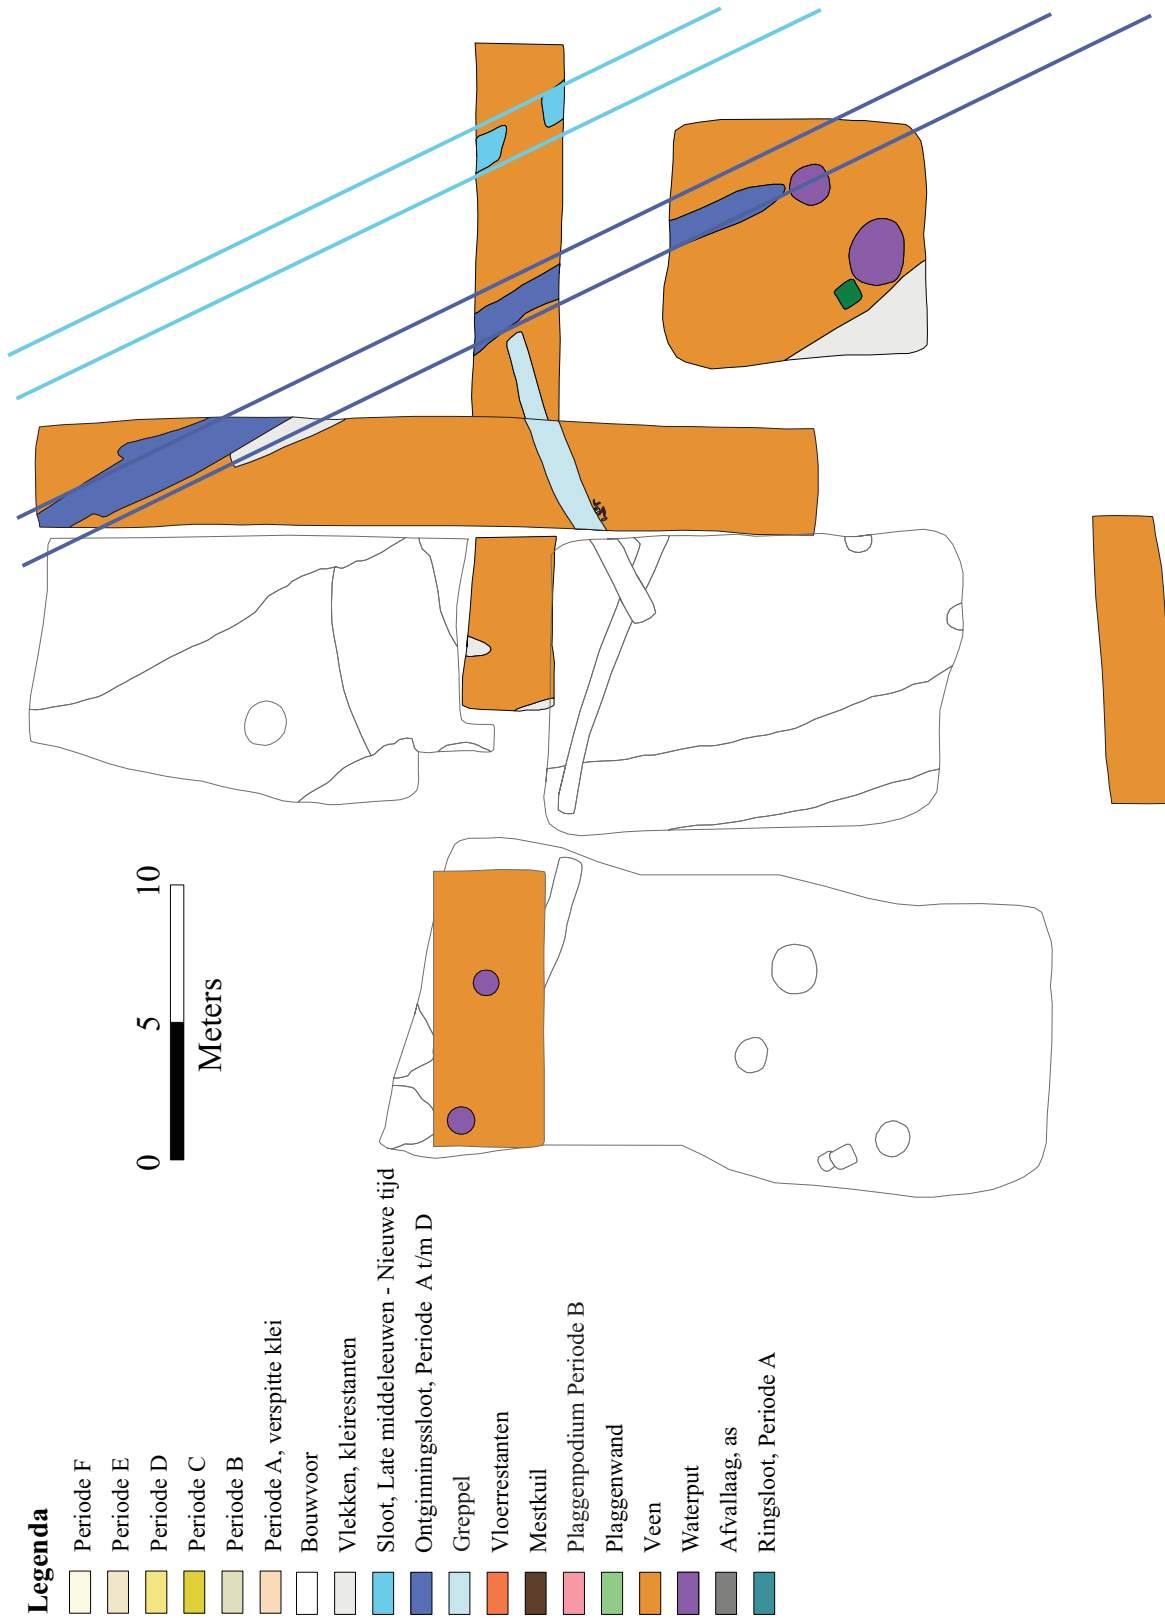 Legenda
Periode F
Periode E
Periode D
Periode C
Periode B
Periode A, verspitte klei
Bouwvoor
Vlekken, kleirestanten
Sloot, Late middeleeuwen - Nieuwe tijd
Ontginningssloot, Periode A t/m D
Greppel
Vloerrestanten
Mestkuil
Plaggenpodium Periode B
Plaggenwand
Veen
Waterput
Afvallaag, as
Ringsloot, Periode A
0 5 10
Meters